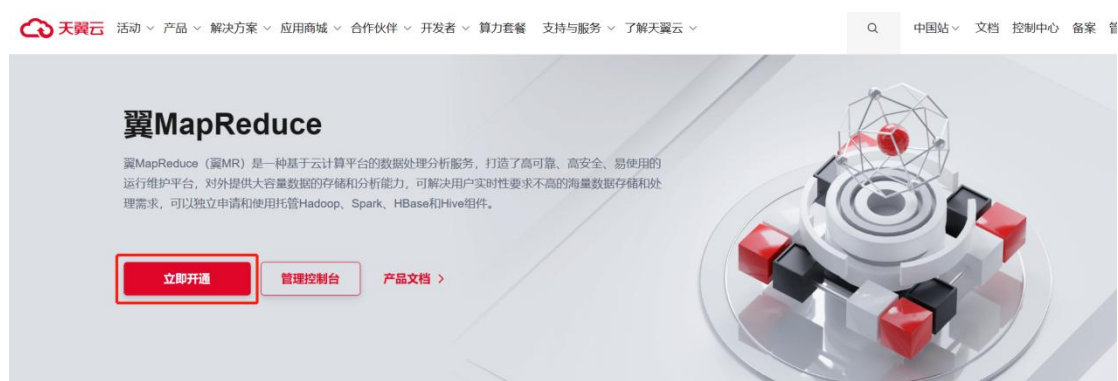 天翼云 活动 产品 解决方案 应用商城 合作伙伴 开发者 算力套餐 支持与服务 了解天翼云 中国站 文档 控制中心 备案 管
翼MapReduce
翼MapReduce（翼MR）是一种基于云计算平台的数据处理分析服务，打造了高可靠、高安全、易使用的
运行维护平台，对外提供大容量数据的存储和分析能力，可解决用户实时性要求不高的海量数据存储和处
理需求，可以独立申请和使用托管Hadoop、Spark、HBase和Hive组件。
立即开通 管理控制台 产品文档 >